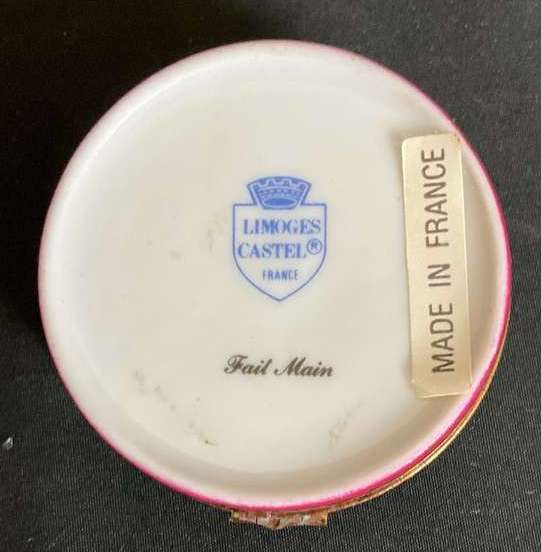 LIMOGES
CASTEL®
FRANCE
Fait Main
MADE IN FRANCE